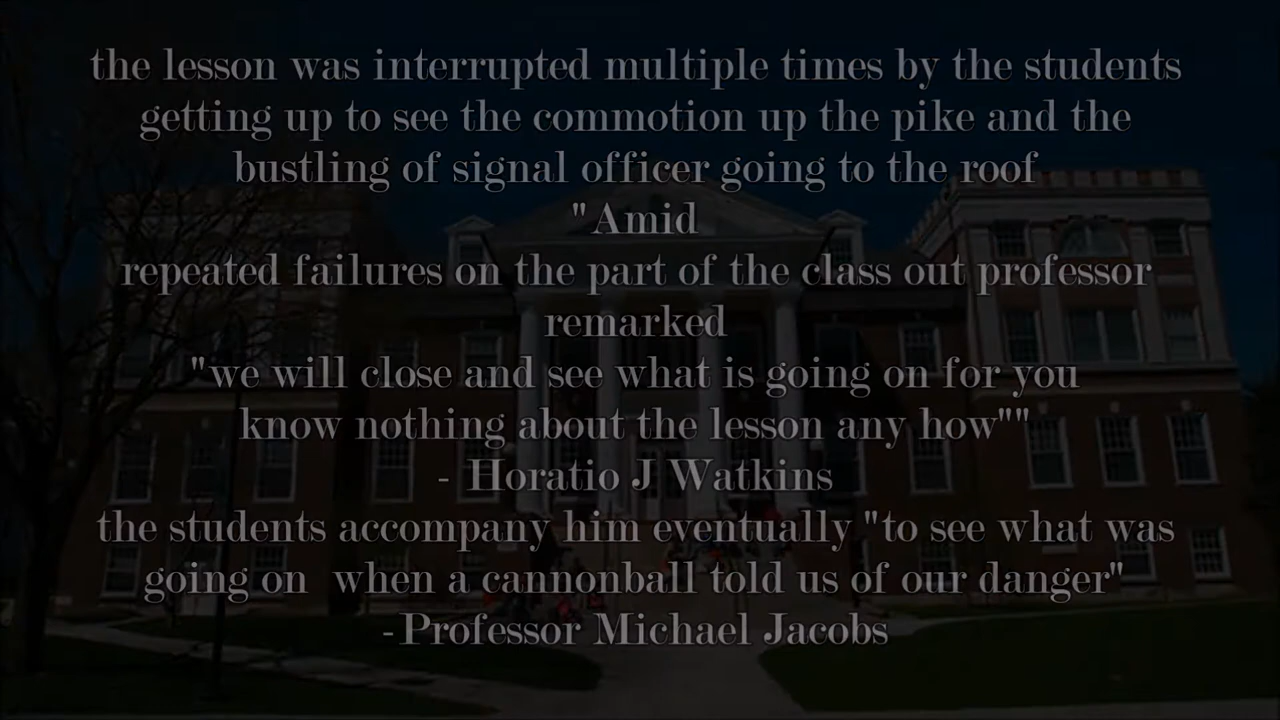 the lesson was interrupted multiple times by the students
getting up to see the commotion up the pike and the
bustling of signal officer going to the roof
"Amid
repeated failures on the part of the class out professor
remarked
"we will close and see what is going on for you
know nothing about the lesson any how""
- Horatio J Watkins
the students accompany him eventually "to see what was
going on when a cannonball told us of our danger"
-Professor Michael Jacobs